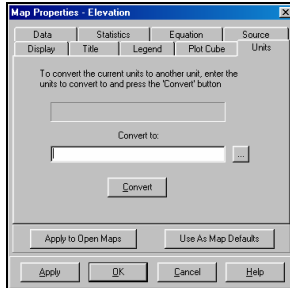 Map Properties - Elevation
Data Statistics Equation Source
Display Title Legend Plot Cube Units
To convert the current units to another unit, enter the
units to convert to and press the 'Convert' button
Convert to:
...
Convert
Apply to Open Maps Use As Map Defaults
Apply OK Cancel Help